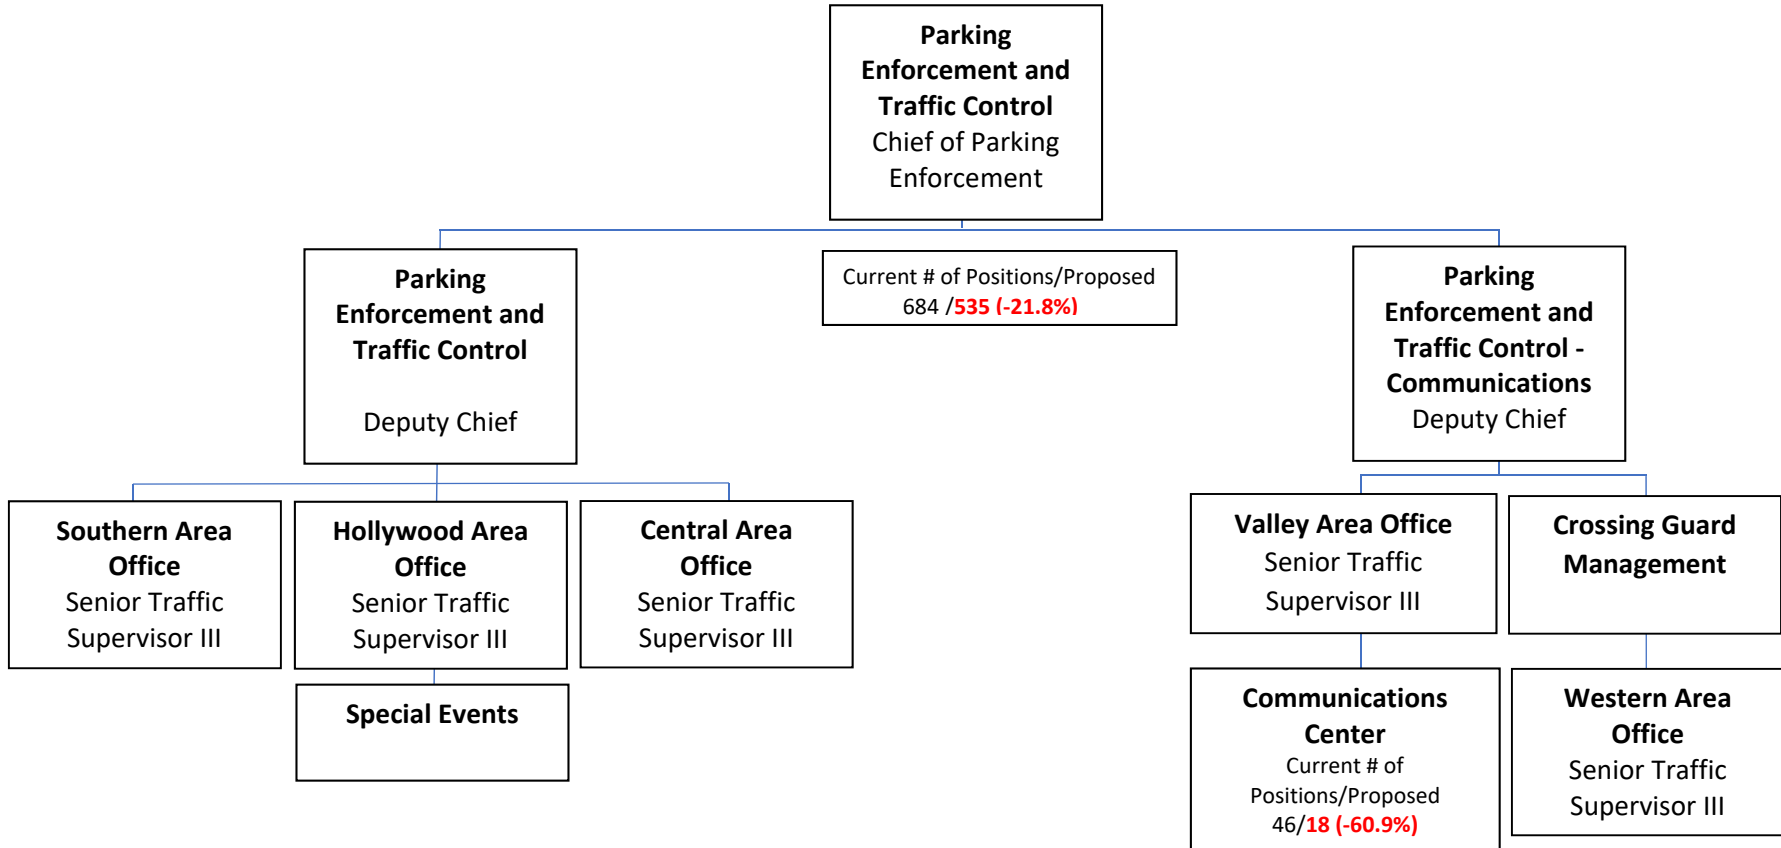 Parking
Enforcement and
Traffic Control
Chief of Parking
Enforcement
Parking
Enforcement and
Traffic Control
Deputy Chief
Current # of Positions/Proposed
684 /535 (-21.8%)
Parking
Enforcement and
Traffic Control -
Communications
Deputy Chief
Southern Area
Office
Senior Traffic
Supervisor III
Hollywood Area
Office
Senior Traffic
Supervisor III
Central Area
Office
Senior Traffic
Supervisor III
Valley Area Office
Senior Traffic
Supervisor III
Crossing Guard
Management
Special Events
Communications
Center
Current # of
Positions/Proposed
46/18 (-60.9%)
Western Area
Office
Senior Traffic
Supervisor III